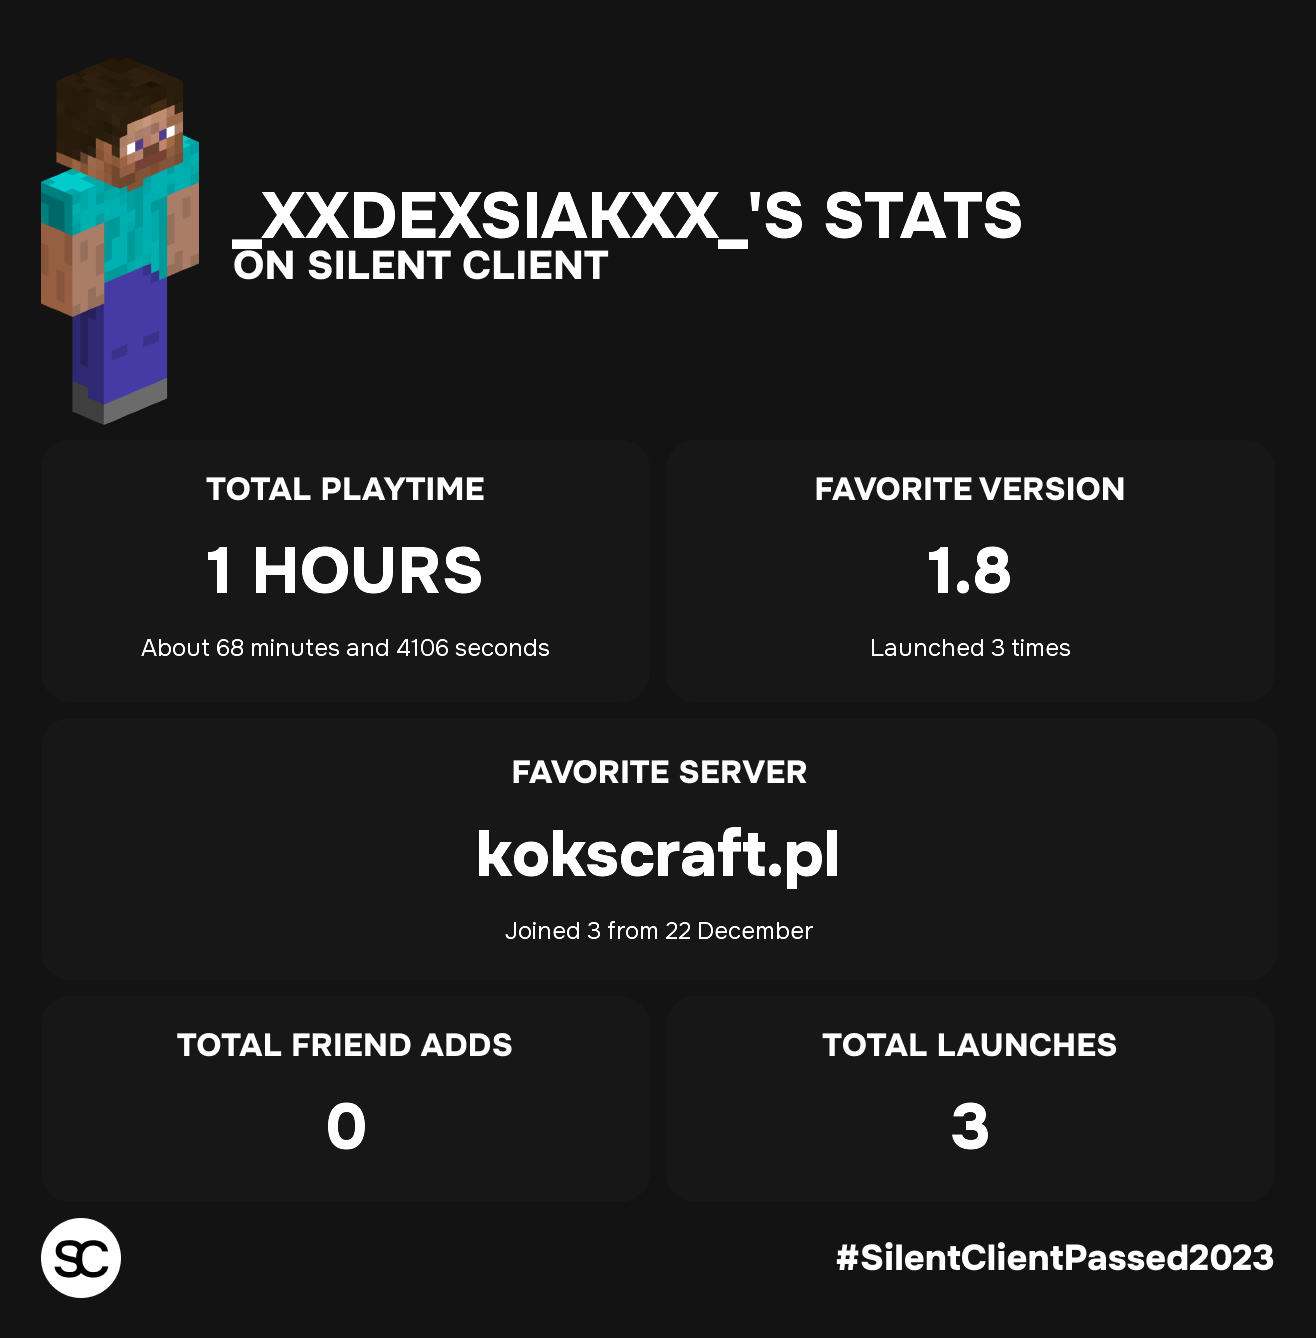 _XXDEXSIAKXX_'S STATS
ON SILENT CLIENT
TOTAL PLAYTIME
1 HOURS
About 68 minutes and 4106 seconds
FAVORITE VERSION
1.8
Launched 3 times
FAVORITE SERVER
kokscraft.pl
Joined 3 from 22 December
TOTAL FRIEND ADDS
0
TOTAL LAUNCHES
3
SC
#SilentClientPassed2023